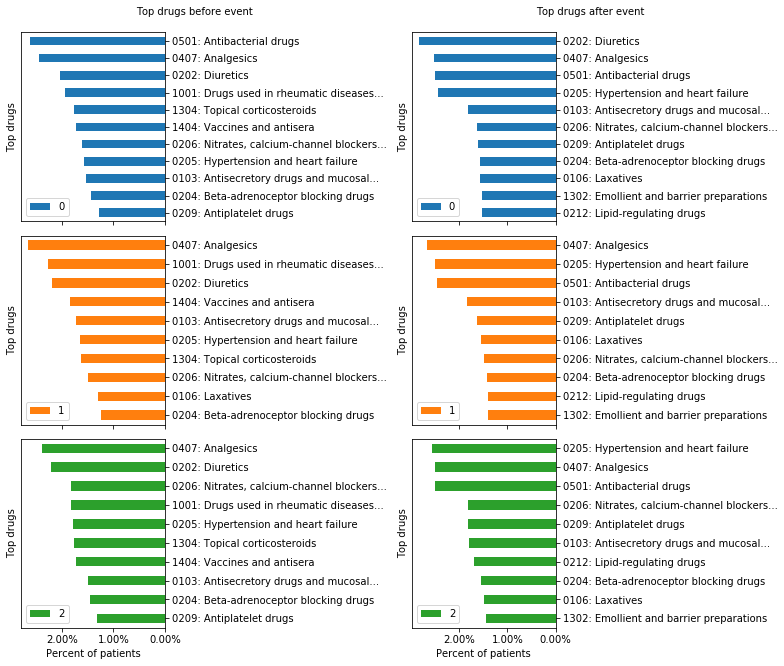 Top drugs before event
Top drugs
0501: Antibacterial drugs
0407: Analgesics
0202: Diuretics
1001: Drugs used in rheumatic diseases...
1304: Topical corticosteroids
1404: Vaccines and antisera
0206: Nitrates, calcium-channel blockers...
0205: Hypertension and heart failure
0103: Antisecretory drugs and mucosal...
0204: Beta-adrenoceptor blocking drugs
0209: Antiplatelet drugs
0
Top drugs after event
Top drugs
0202: Diuretics
0407: Analgesics
0501: Antibacterial drugs
0205: Hypertension and heart failure
0103: Antisecretory drugs and mucosal...
0206: Nitrates, calcium-channel blockers...
0209: Antiplatelet drugs
0204: Beta-adrenoceptor blocking drugs
0106: Laxatives
1302: Emollient and barrier preparations
0212: Lipid-regulating drugs
0
Top drugs
0407: Analgesics
1001: Drugs used in rheumatic diseases...
0202: Diuretics
1404: Vaccines and antisera
0103: Antisecretory drugs and mucosal...
0205: Hypertension and heart failure
1304: Topical corticosteroids
0206: Nitrates, calcium-channel blockers...
0106: Laxatives
0204: Beta-adrenoceptor blocking drugs
1
Top drugs
0407: Analgesics
0205: Hypertension and heart failure
0501: Antibacterial drugs
0103: Antisecretory drugs and mucosal...
0209: Antiplatelet drugs
0106: Laxatives
0206: Nitrates, calcium-channel blockers...
0204: Beta-adrenoceptor blocking drugs
0212: Lipid-regulating drugs
1302: Emollient and barrier preparations
1
Top drugs
0407: Analgesics
0202: Diuretics
0206: Nitrates, calcium-channel blockers...
1001: Drugs used in rheumatic diseases...
0205: Hypertension and heart failure
1304: Topical corticosteroids
1404: Vaccines and antisera
0103: Antisecretory drugs and mucosal...
0204: Beta-adrenoceptor blocking drugs
0209: Antiplatelet drugs
2
2.00% 1.00% 0.00%
Percent of patients
Top drugs
0205: Hypertension and heart failure
0407: Analgesics
0501: Antibacterial drugs
0206: Nitrates, calcium-channel blockers...
0209: Antiplatelet drugs
0103: Antisecretory drugs and mucosal...
0212: Lipid-regulating drugs
0204: Beta-adrenoceptor blocking drugs
0106: Laxatives
1302: Emollient and barrier preparations
2
2.00% 1.00% 0.00%
Percent of patients